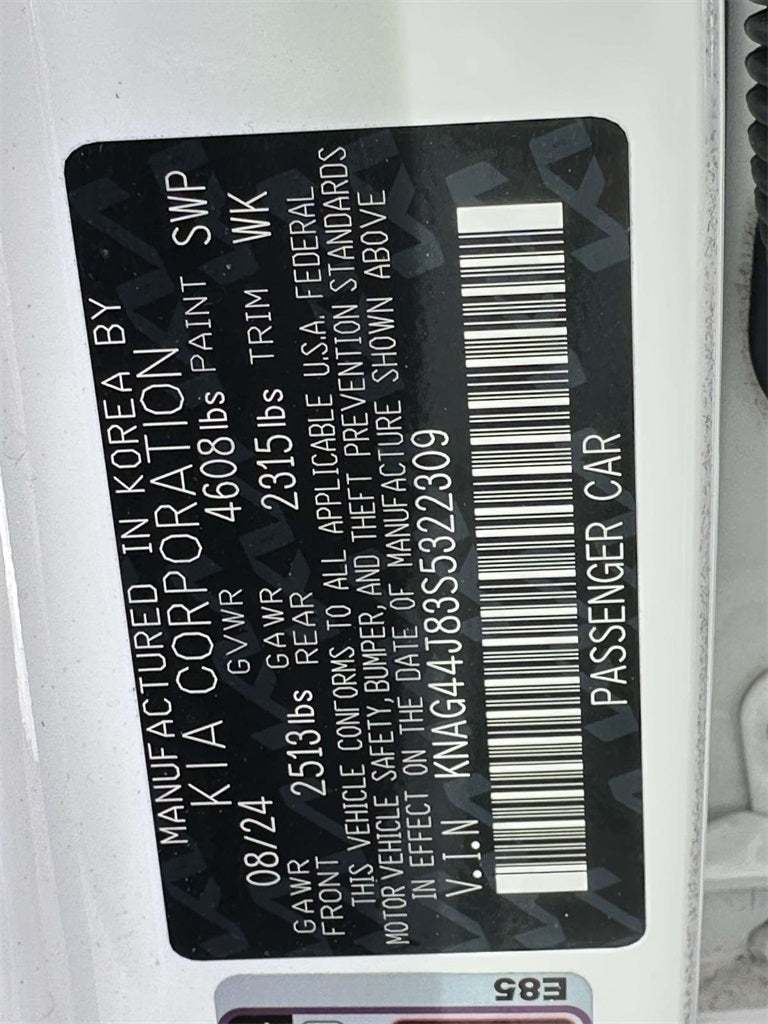 MANUFACTURED IN KOREA BY
KIA CORPORATION
08/24 GVWR 4608lbs PAINT SWP
GAWR FRONT 2513lbs GAWR REAR 2315lbs TRIM WK
THIS VEHICLE CONFORMS TO ALL APPLICABLE U.S.A. FEDERAL
MOTOR VEHICLE SAFETY, BUMPER, AND THEFT PREVENTION STANDARDS
IN EFFECT ON THE DATE OF MANUFACTURE SHOWN ABOVE
V.I.N KNAG44J83S5322309
PASSENGER CAR
E85